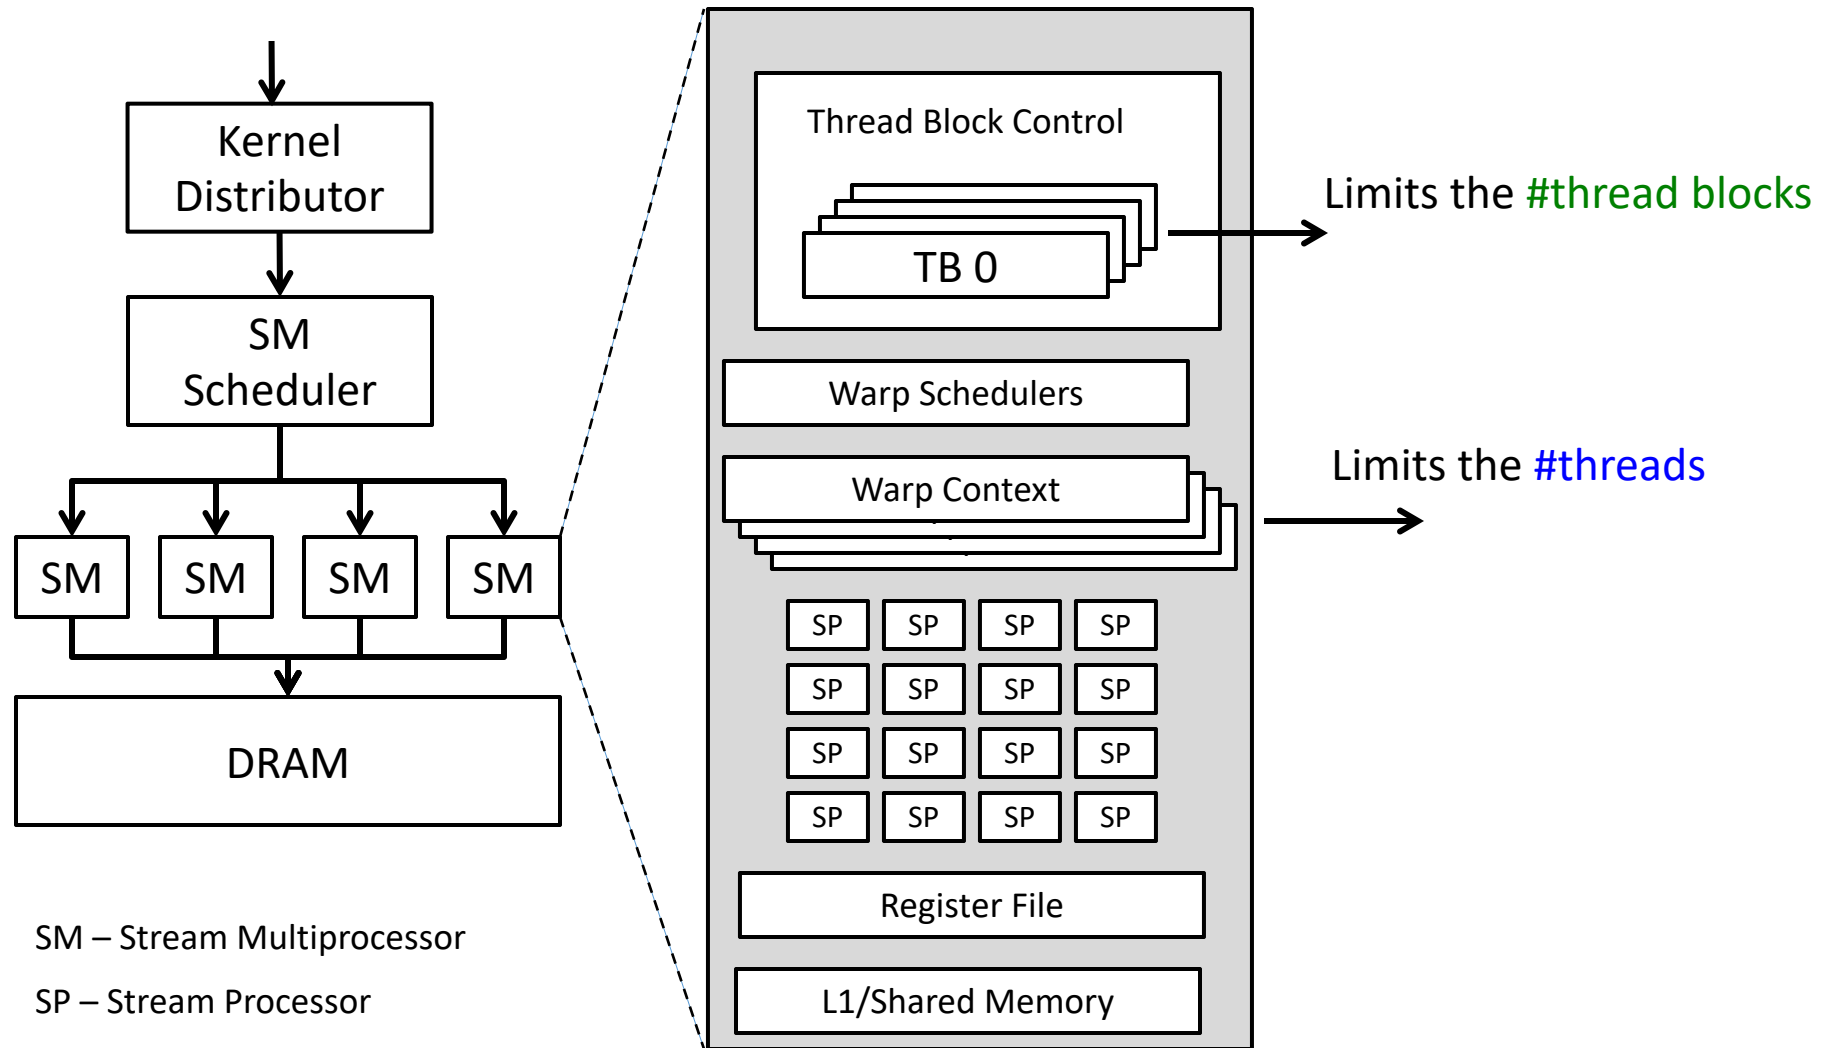 Kernel
Distributor
SM
Scheduler
SM SM SM SM
DRAM
SM – Stream Multiprocessor
SP – Stream Processor
Thread Block Control
TB 0
Warp Schedulers
Warp Context
SP SP SP SP
SP SP SP SP
SP SP SP SP
SP SP SP SP
Register File
L1/Shared Memory
Limits the #thread blocks
Limits the #threads